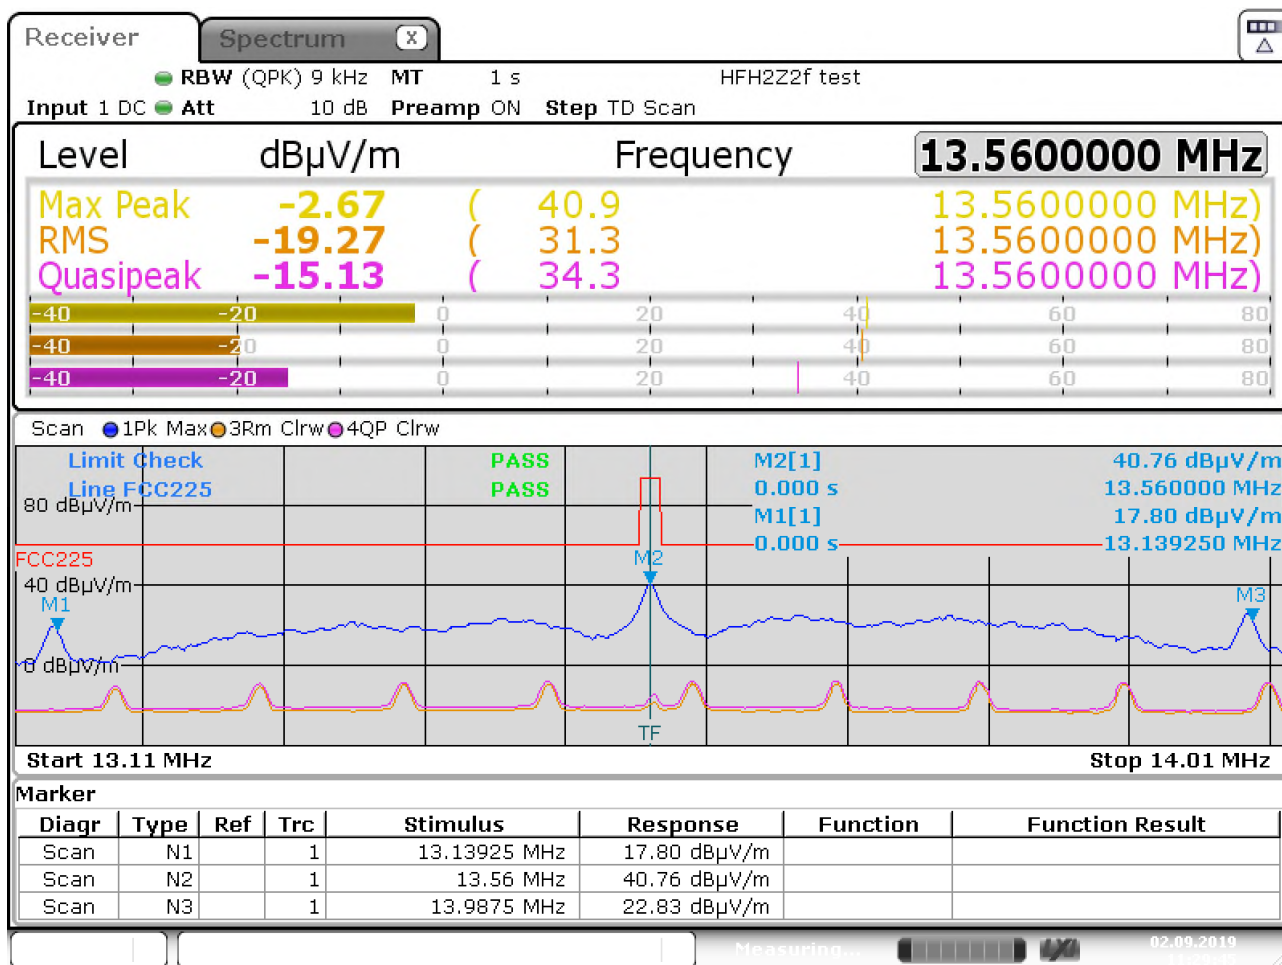 Receiver Spectrum X
RBW (QPK) 9 kHz MT 1 s HFH2Z2f test
Input 1 DC Att 10 dB Preamp ON Step TD Scan
Level dBµV/m Frequency 13.5600000 MHz
Max Peak -2.67 ( 40.9 13.5600000 MHz)
RMS -19.27 ( 31.3 13.5600000 MHz)
Quasipeak -15.13 ( 34.3 13.5600000 MHz)
-40 -20 0 20 40 60 80
-40 -20 0 20 40 60 80
-40 -20 0 20 40 60 80
Scan 1Pk Max 3Rm Clrw 4QP Clrw
Limit Check PASS M2[1] 40.76 dBµV/m
Line FCC225 PASS 0.000 s 13.560000 MHz
80 dBµV/m
M1[1] 17.80 dBµV/m
0.000 s 13.139250 MHz
FCC225
M2
40 dBµV/m
M1
M3
0 dBµV/m
TF
Start 13.11 MHz Stop 14.01 MHz
Marker
Diagr Type Ref Trc Stimulus Response Function Function Result
Scan N1 1 13.13925 MHz 17.80 dBµV/m
Scan N2 1 13.56 MHz 40.76 dBµV/m
Scan N3 1 13.9875 MHz 22.83 dBµV/m
Measuring... LXI 02.09.2019